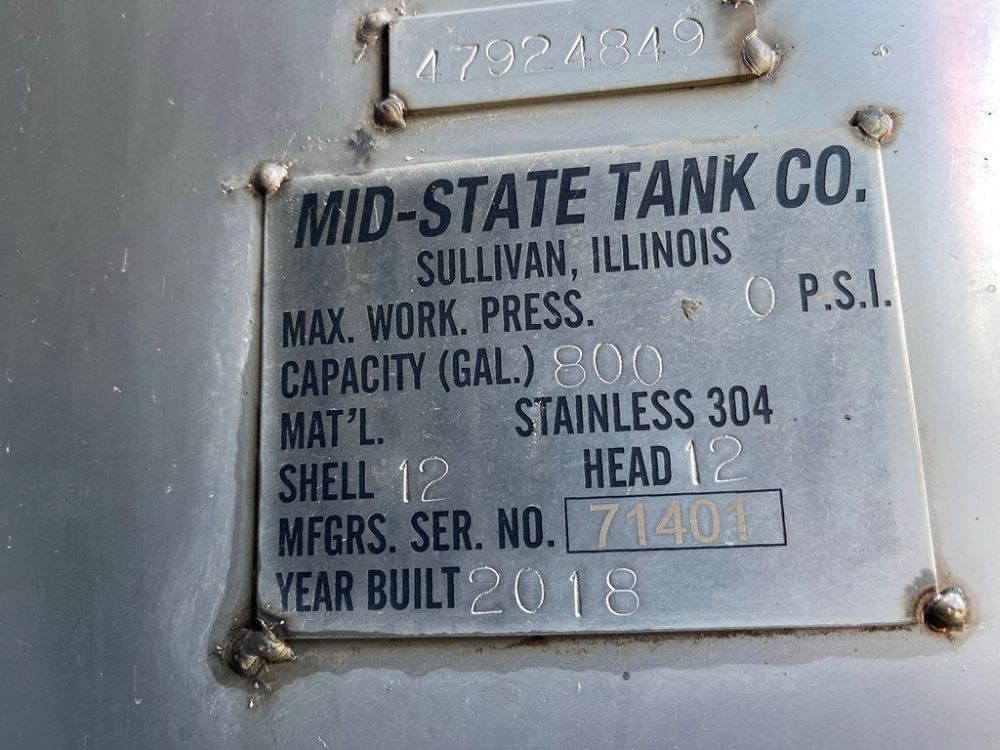 47924849
MID-STATE TANK CO.
SULLIVAN, ILLINOIS
MAX. WORK. PRESS. 0 P.S.I.
CAPACITY (GAL.) 800
MAT'L. STAINLESS 304
SHELL 12 HEAD 12
MFGRS. SER. NO. 71401
YEAR BUILT 2018